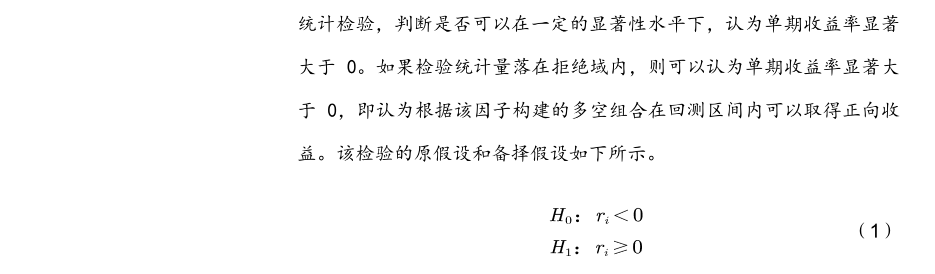 统计检验，判断是否可以在一定的显著性水平下，认为单期收益率显著
大于 0。如果检验统计量落在拒绝域内，则可以认为单期收益率显著大
于 0，即认为根据该因子构建的多空组合在回测区间内可以取得正向收
益。该检验的原假设和备择假设如下所示。
H₀： rᵢ < 0
（1）
H₁： rᵢ ≥ 0